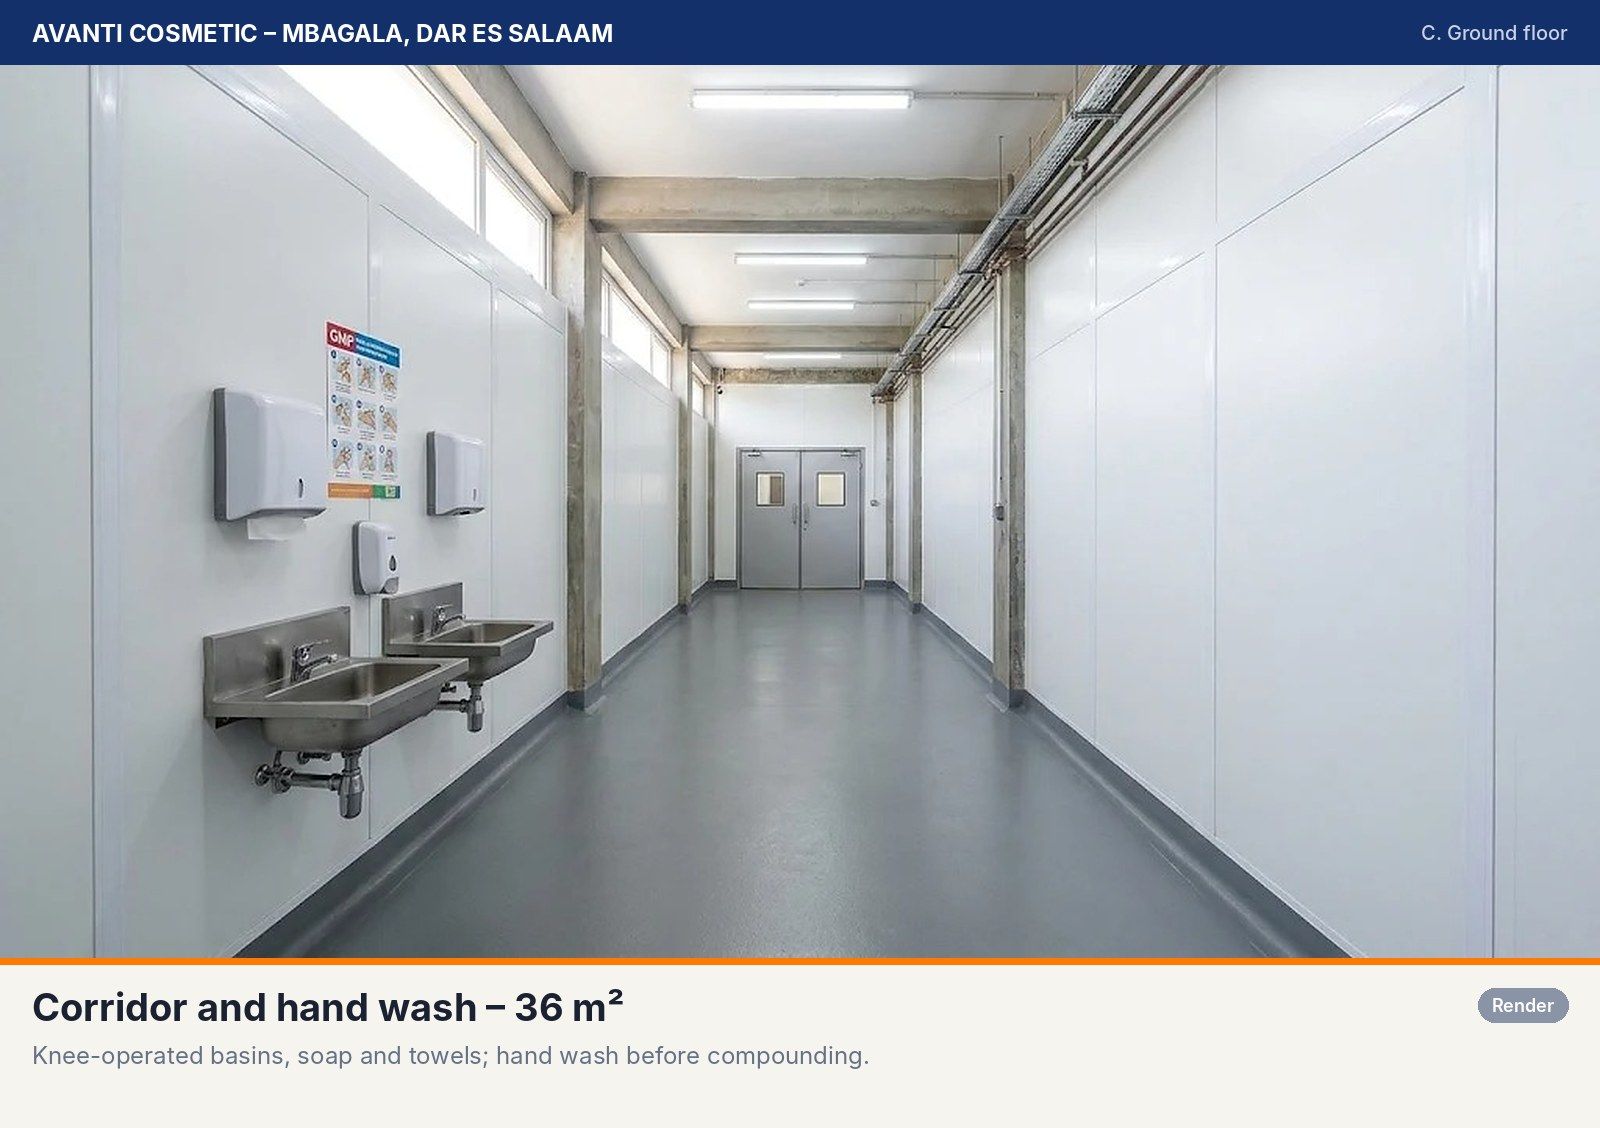 AVANTI COSMETIC – MBAGALA, DAR ES SALAAM
C. Ground floor
GMP
Corridor and hand wash – 36 m²
Render
Knee-operated basins, soap and towels; hand wash before compounding.